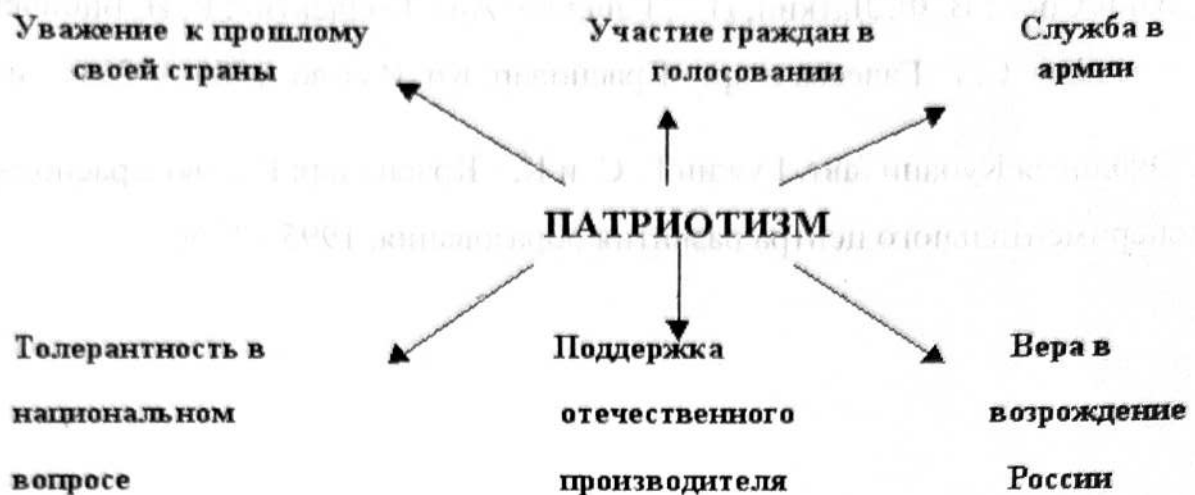 Уважение к прошлому
своей страны
Участие граждан в
голосовании
Служба в
армии
ПАТРИОТИЗМ
Толерантность в
национальном
вопросе
Поддержка
отечественного
производителя
Вера в
возрождение
России